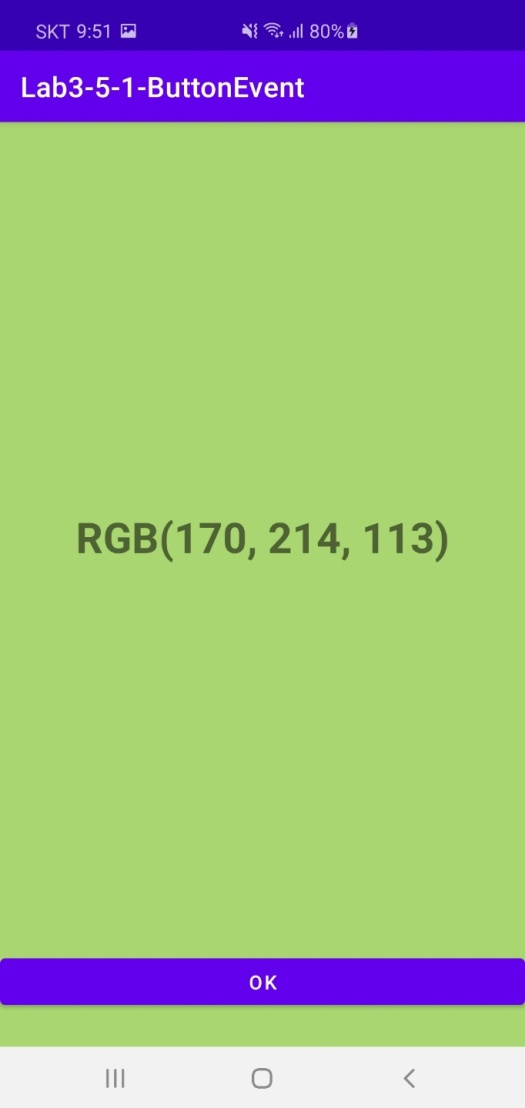 SKT 9:51 80%
Lab3-5-1-ButtonEvent
RGB(170, 214, 113)
OK